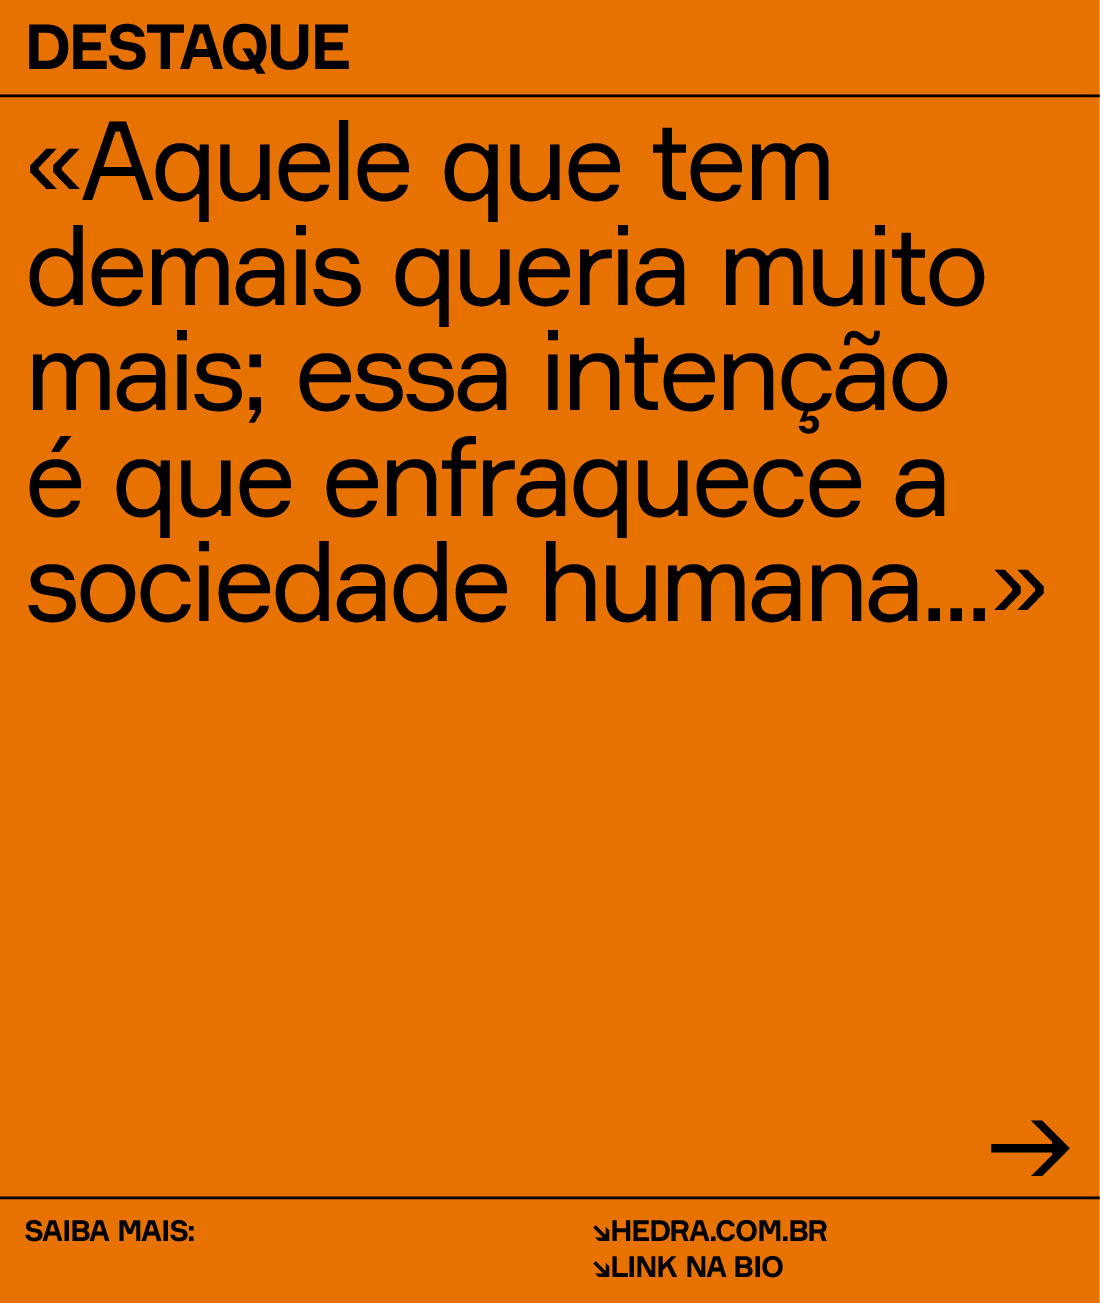 DESTAQUE
«Aquele que tem
demais queria muito
mais; essa intenção
é que enfraquece a
sociedade humana...»
→
SAIBA MAIS:
↘HEDRA.COM.BR
↘LINK NA BIO